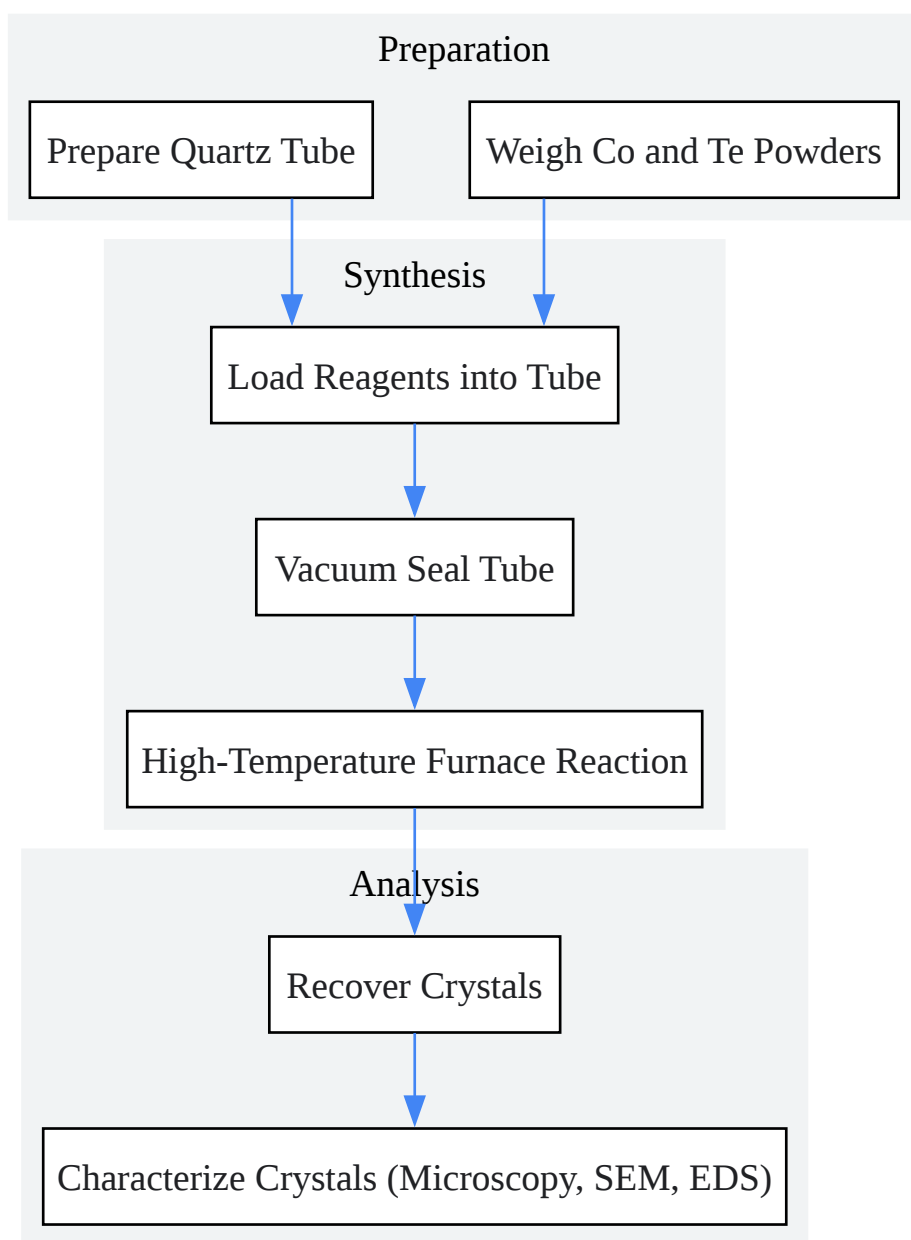 Preparation
Prepare Quartz Tube
Weigh Co and Te Powders
Synthesis
Load Reagents into Tube
Vacuum Seal Tube
High-Temperature Furnace Reaction
Analysis
Recover Crystals
Characterize Crystals (Microscopy, SEM, EDS)